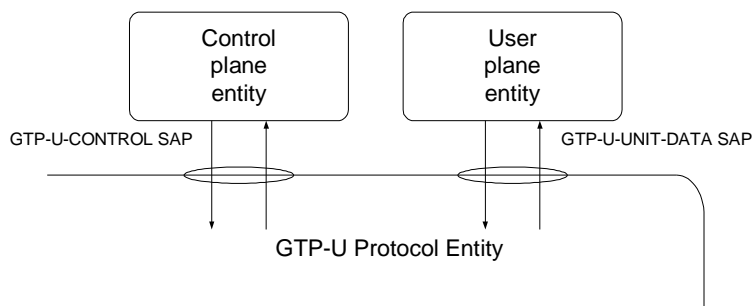 Control
plane
entity
User
plane
entity
GTP-U-CONTROL SAP
GTP-U-UNIT-DATA SAP
GTP-U Protocol Entity